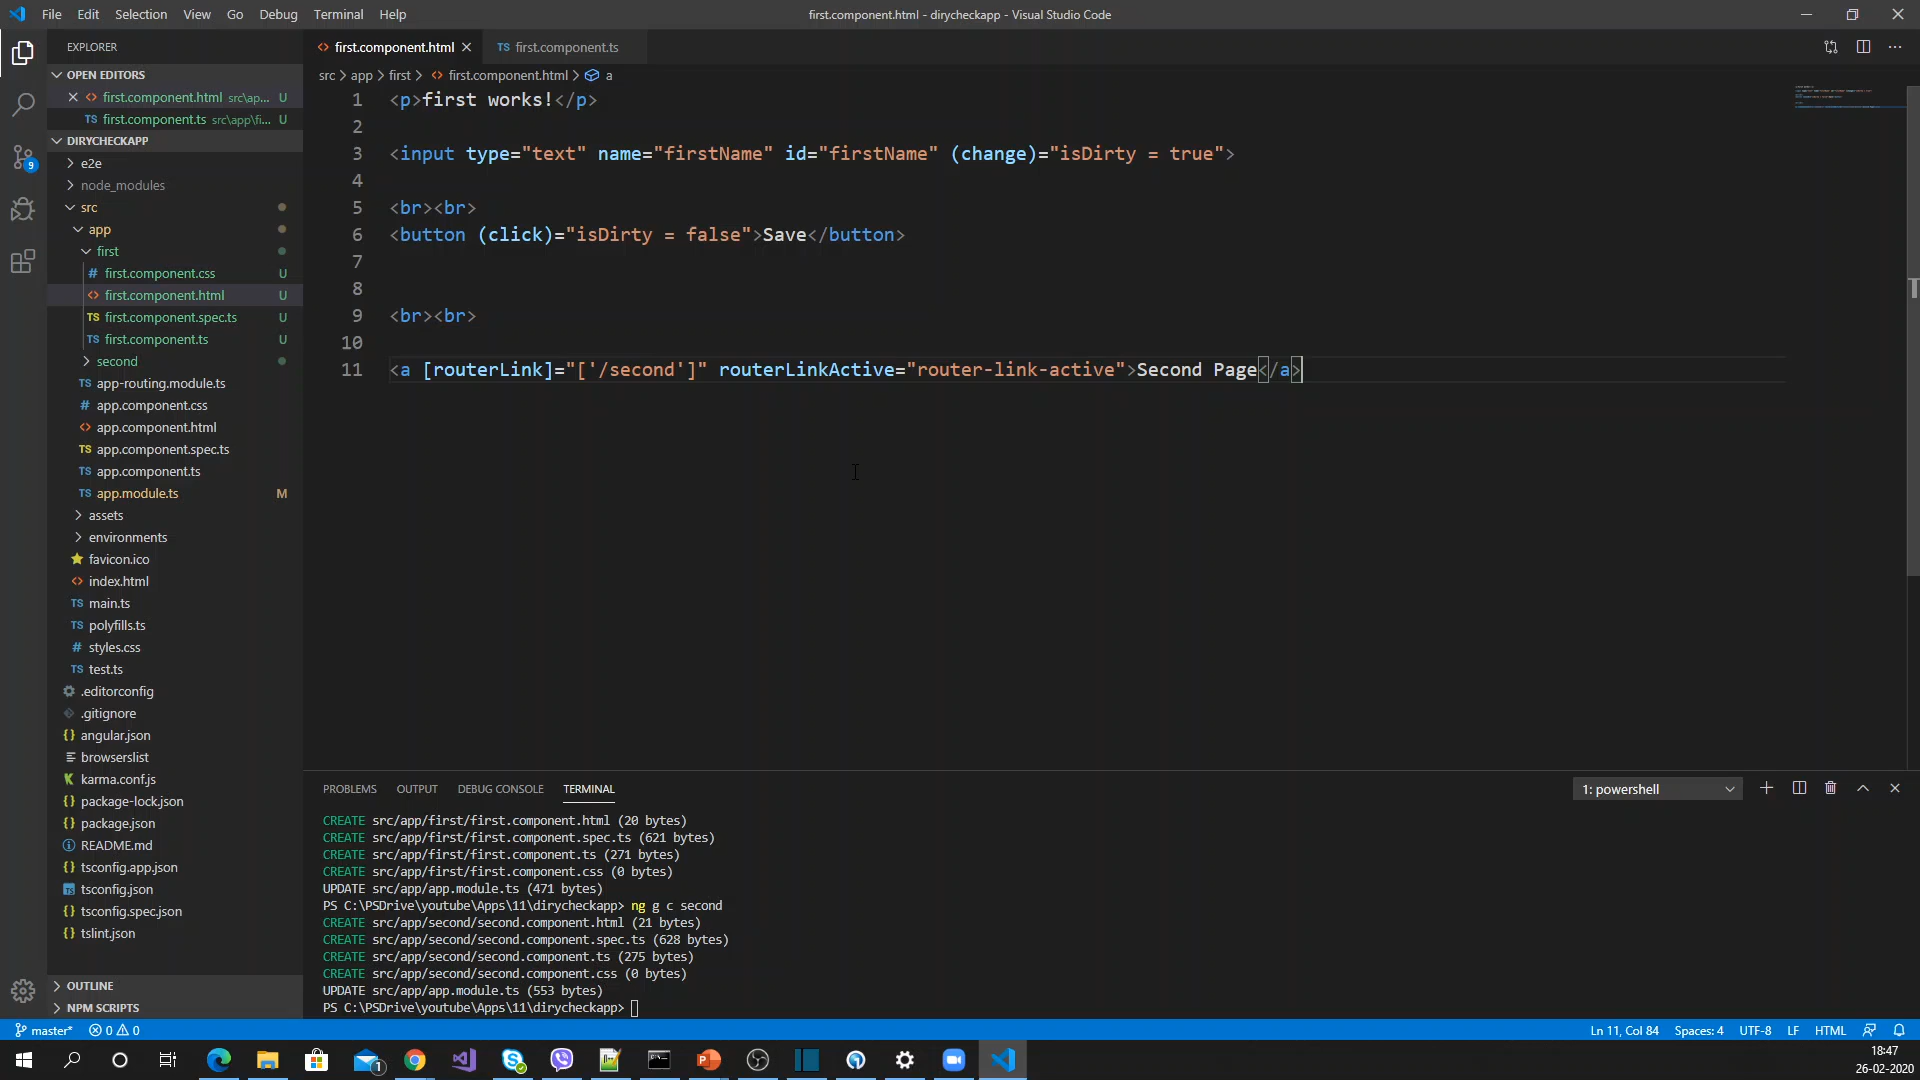 File Edit Selection View Go Debug Terminal Help
first.component.html - dirycheckapp - Visual Studio Code
EXPLORER
OPEN EDITORS
first.component.html src\ap... U
TS first.component.ts src\app\fi... U
DIRYCHECKAPP
e2e
node_modules
src
app
first
# first.component.css U
first.component.html U
TS first.component.spec.ts U
TS first.component.ts U
second
TS app-routing.module.ts
# app.component.css
<> app.component.html
TS app.component.spec.ts
TS app.component.ts
TS app.module.ts M
assets
environments
favicon.ico
<> index.html
TS main.ts
TS polyfills.ts
# styles.css
TS test.ts
.editorconfig
.gitignore
{} angular.json
browserslist
K karma.conf.js
{} package-lock.json
{} package.json
README.md
{} tsconfig.app.json
TS tsconfig.json
{} tsconfig.spec.json
{} tslint.json
OUTLINE
NPM SCRIPTS
9
<> first.component.html
TS first.component.ts
src > app > first > <> first.component.html > a
1 <p>first works!</p>
2
3 <input type="text" name="firstName" id="firstName" (change)="isDirty = true">
4
5 <br><br>
6 <button (click)="isDirty = false">Save</button>
7
8
9 <br><br>
10
11 <a [routerLink]="['/second']" routerLinkActive="router-link-active">Second Page</a>
PROBLEMS OUTPUT DEBUG CONSOLE TERMINAL
1: powershell
CREATE src/app/first/first.component.html (20 bytes)
CREATE src/app/first/first.component.spec.ts (621 bytes)
CREATE src/app/first/first.component.ts (271 bytes)
CREATE src/app/first/first.component.css (0 bytes)
UPDATE src/app/app.module.ts (471 bytes)
PS C:\PSDrive\youtube\Apps\11\dirycheckapp> ng g c second
CREATE src/app/second/second.component.html (21 bytes)
CREATE src/app/second/second.component.spec.ts (628 bytes)
CREATE src/app/second/second.component.ts (275 bytes)
CREATE src/app/second/second.component.css (0 bytes)
UPDATE src/app/app.module.ts (553 bytes)
PS C:\PSDrive\youtube\Apps\11\dirycheckapp>
master* 0 0
Ln 11, Col 84 Spaces: 4 UTF-8 LF HTML
1
18:47
26-02-2020